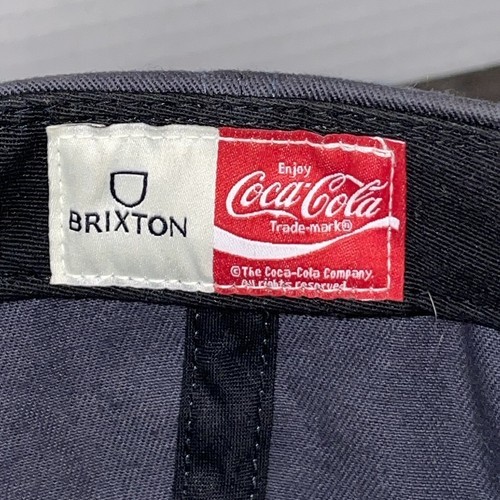 BRIXTON
Enjoy
Coca-Cola
Trade-mark®
©The Coca-Cola Company.
All rights reserved.